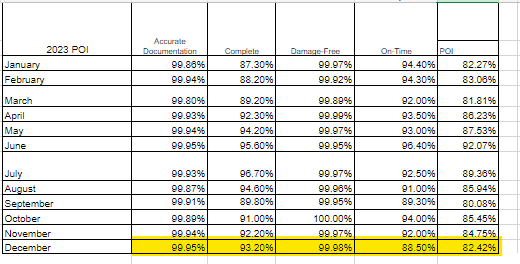 2023 POI Accurate Documentation Complete Damage-Free On-Time POI
January 99.86% 87.30% 99.97% 94.40% 82.27%
February 99.94% 88.20% 99.92% 94.30% 83.06%
March 99.80% 89.20% 99.89% 92.00% 81.81%
April 99.93% 92.30% 99.99% 93.50% 86.23%
May 99.94% 94.20% 99.97% 93.00% 87.53%
June 99.95% 95.60% 99.95% 96.40% 92.07%
July 99.93% 96.70% 99.97% 92.50% 89.36%
August 99.87% 94.60% 99.96% 91.00% 85.94%
September 99.91% 89.80% 99.95% 89.30% 80.08%
October 99.89% 91.00% 100.00% 94.00% 85.45%
November 99.94% 92.20% 99.97% 92.00% 84.75%
December 99.95% 93.20% 99.98% 88.50% 82.42%